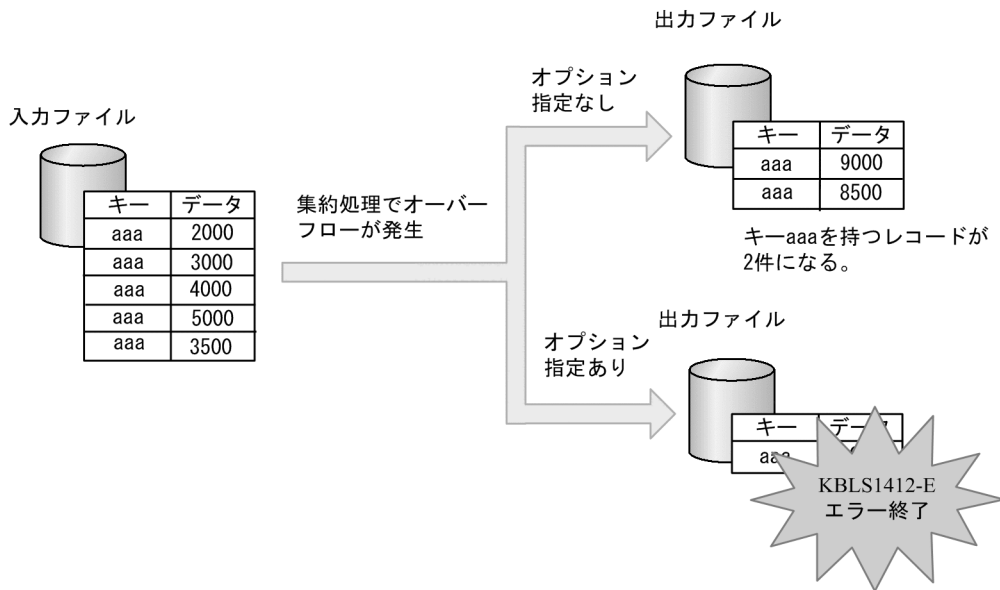 入力ファイル
キー データ
aaa 2000
aaa 3000
aaa 4000
aaa 5000
aaa 3500
集約処理でオーバー
フローが発生
オプション
指定なし
出力ファイル
キー データ
aaa 9000
aaa 8500
キーaaaを持つレコードが
2件になる。
オプション
指定あり
出力ファイル
キー データ
aaa
KBLS1412-E
エラー終了